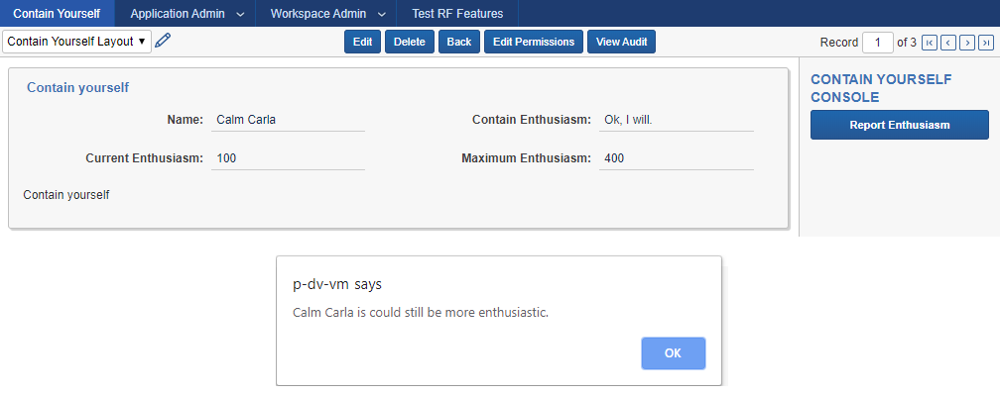 Contain Yourself Application Admin Workspace Admin Test RF Features
Contain Yourself Layout Edit Delete Back Edit Permissions View Audit Record 1 of 3
Contain yourself
Name: Calm Carla Contain Enthusiasm: Ok, I will.
Current Enthusiasm: 100 Maximum Enthusiasm: 400
Contain yourself
CONTAIN YOURSELF
CONSOLE
Report Enthusiasm
p-dv-vm says
Calm Carla is could still be more enthusiastic.
OK